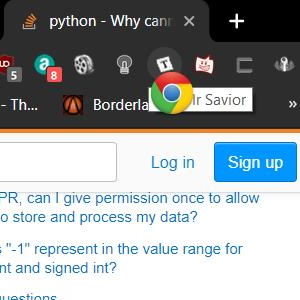 python - Why cann
5
8
- Th...
Borderla
lr Savior
»
Log in
Sign up
PR, can I give permission once to allow
o store and process my data?
s "-1" represent in the value range for
nt and signed int?
questions